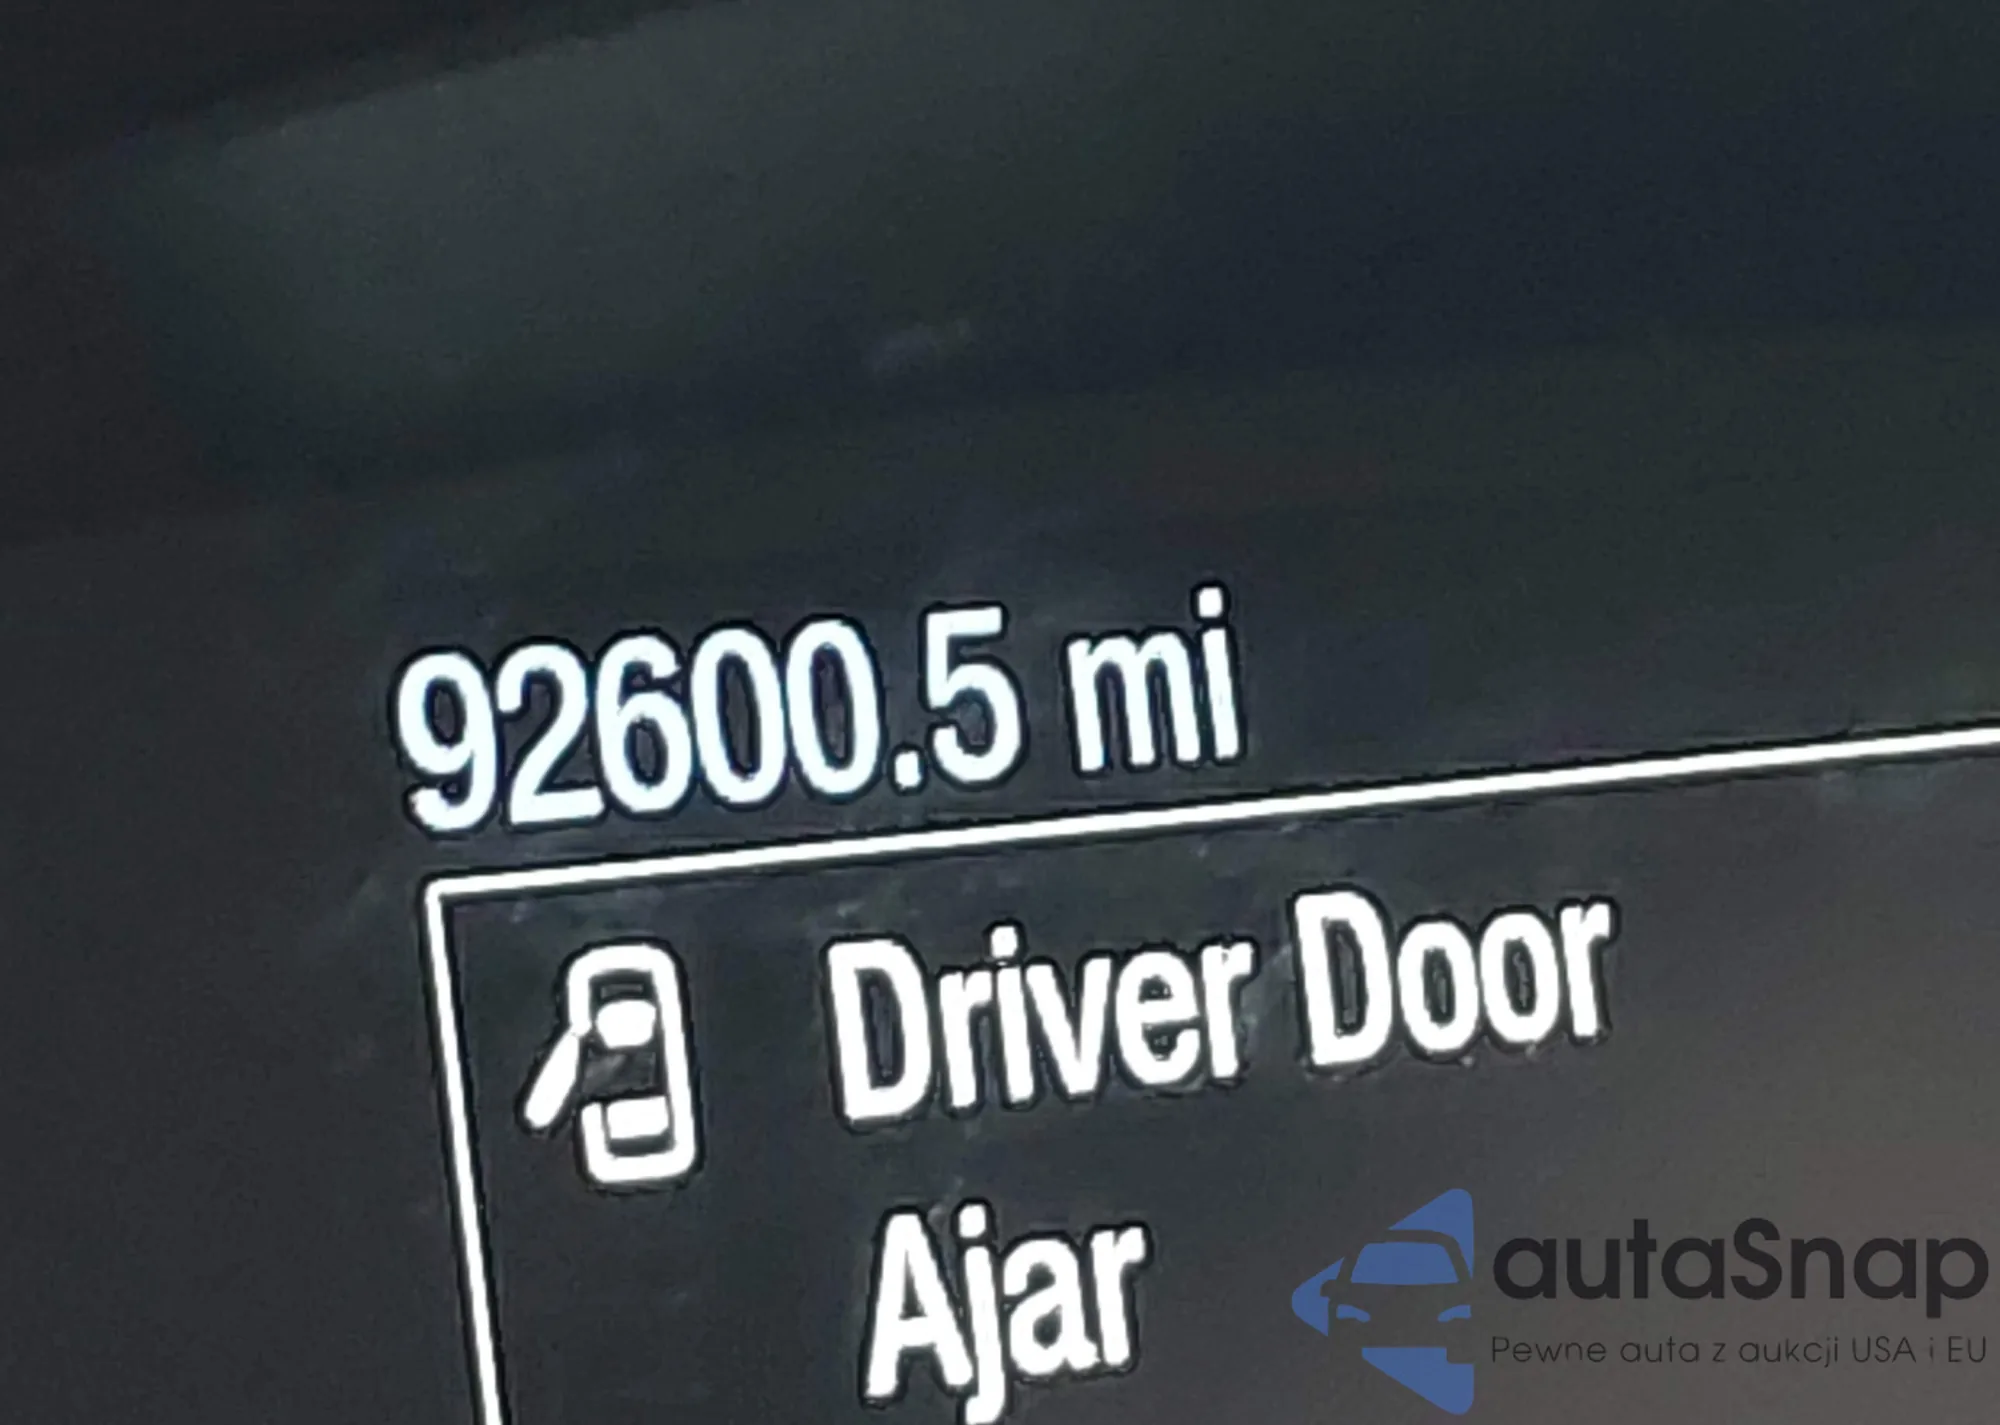 92600.5 mi
Driver Door
Ajar
autaSnap
Pewne auta z aukcji USA i EU